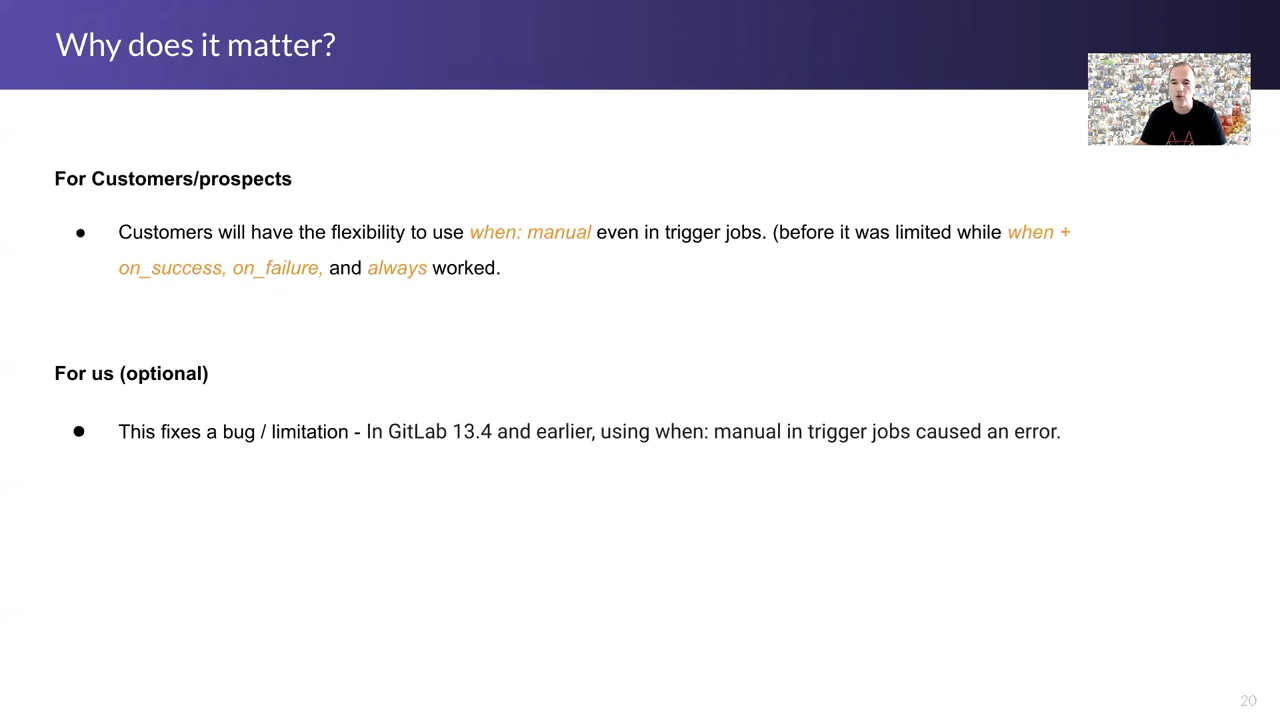 Why does it matter?
For Customers/prospects
● Customers will have the flexibility to use when: manual even in trigger jobs. (before it was limited while when +
on_success, on_failure, and always worked.
For us (optional)
● This fixes a bug / limitation - In GitLab 13.4 and earlier, using when: manual in trigger jobs caused an error.
20